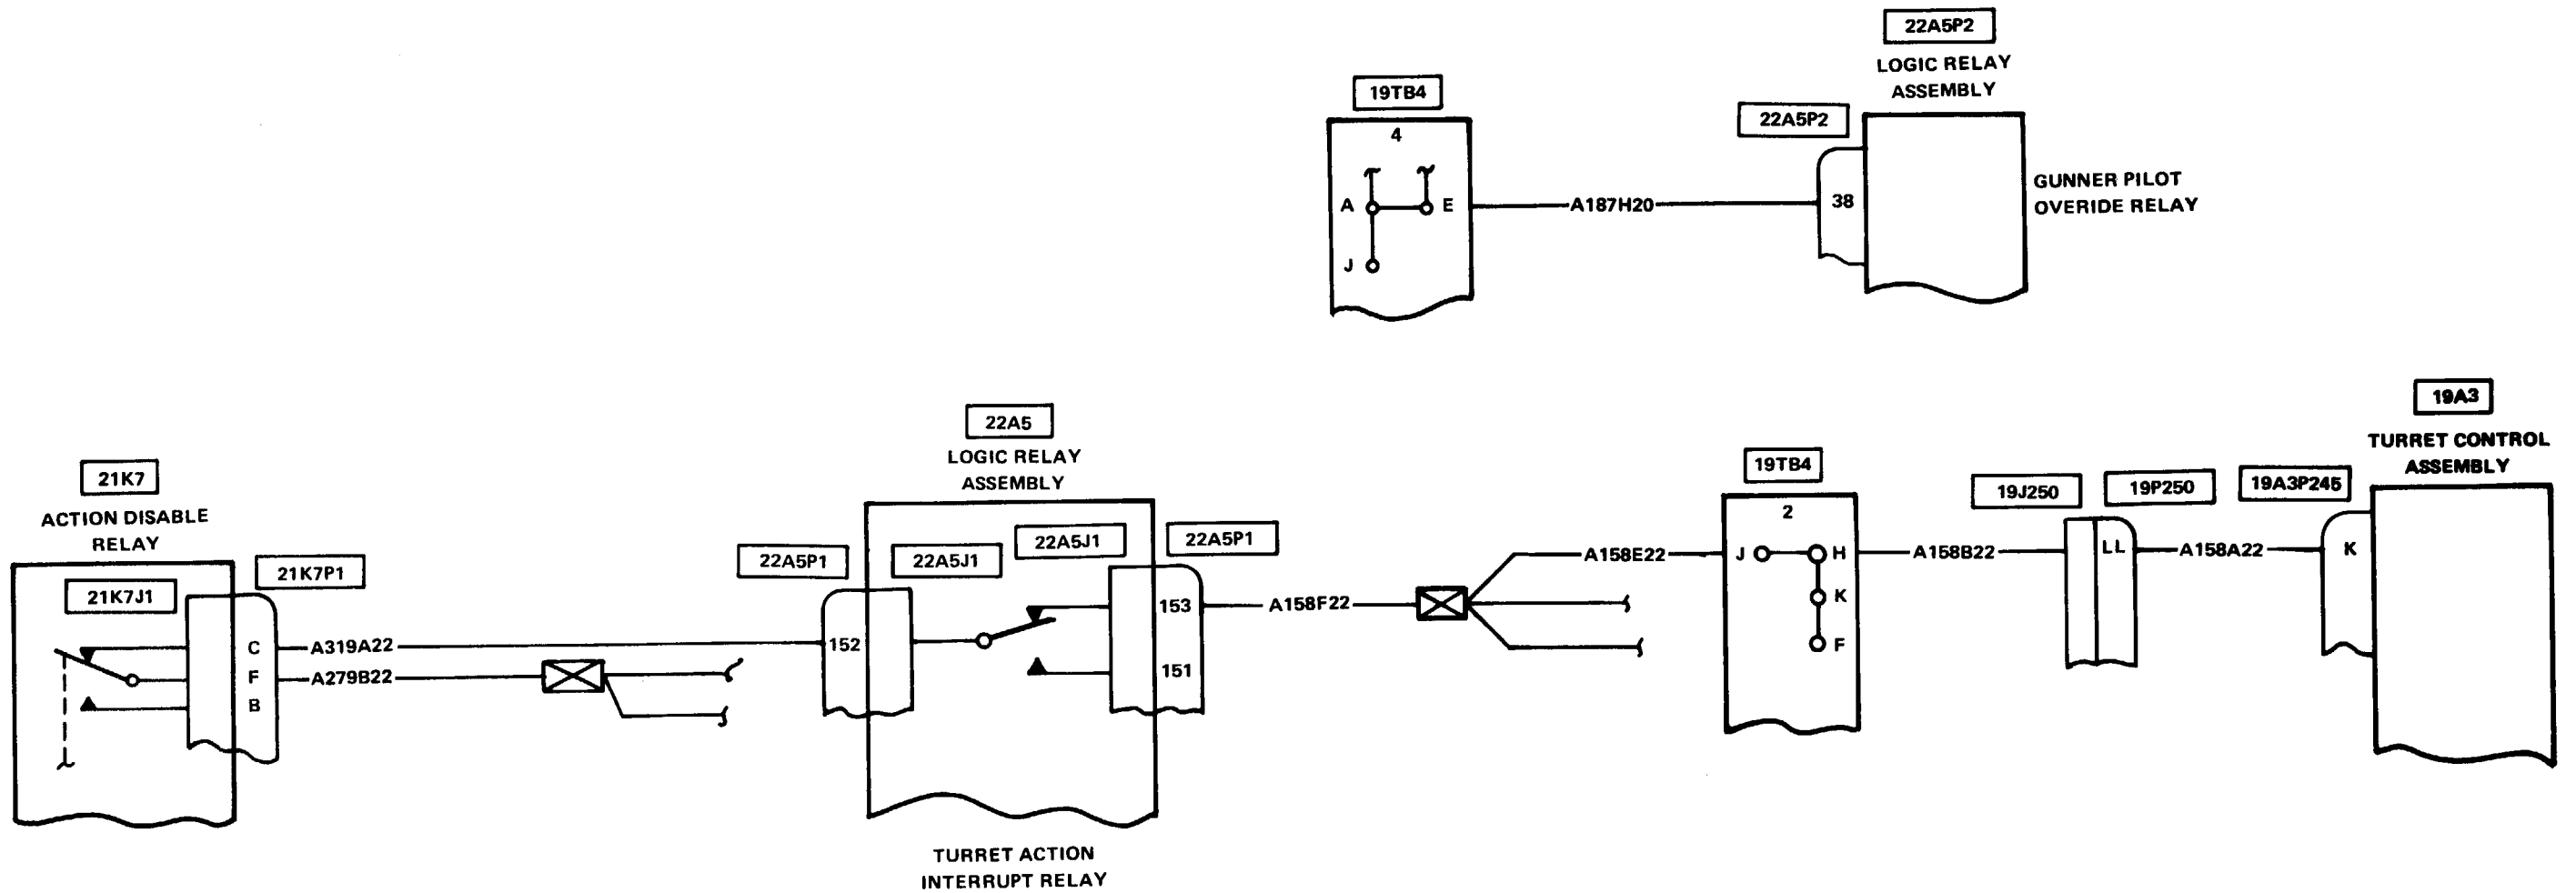 22A5P2
LOGIC RELAY
ASSEMBLY
19TB4
22A5P2
4
A
E
J
A187H20
38
GUNNER PILOT
OVERIDE RELAY
21K7
ACTION DISABLE
RELAY
21K7J1
21K7P1
C
F
B
A319A22
A279B22
22A5
LOGIC RELAY
ASSEMBLY
22A5P1
22A5J1
22A5J1
22A5P1
152
153
151
TURRET ACTION
INTERRUPT RELAY
A158F22
A158E22
19TB4
2
J
H
K
F
A158B22
19J250
19P250
LL
A158A22
19A3P245
K
19A3
TURRET CONTROL
ASSEMBLY